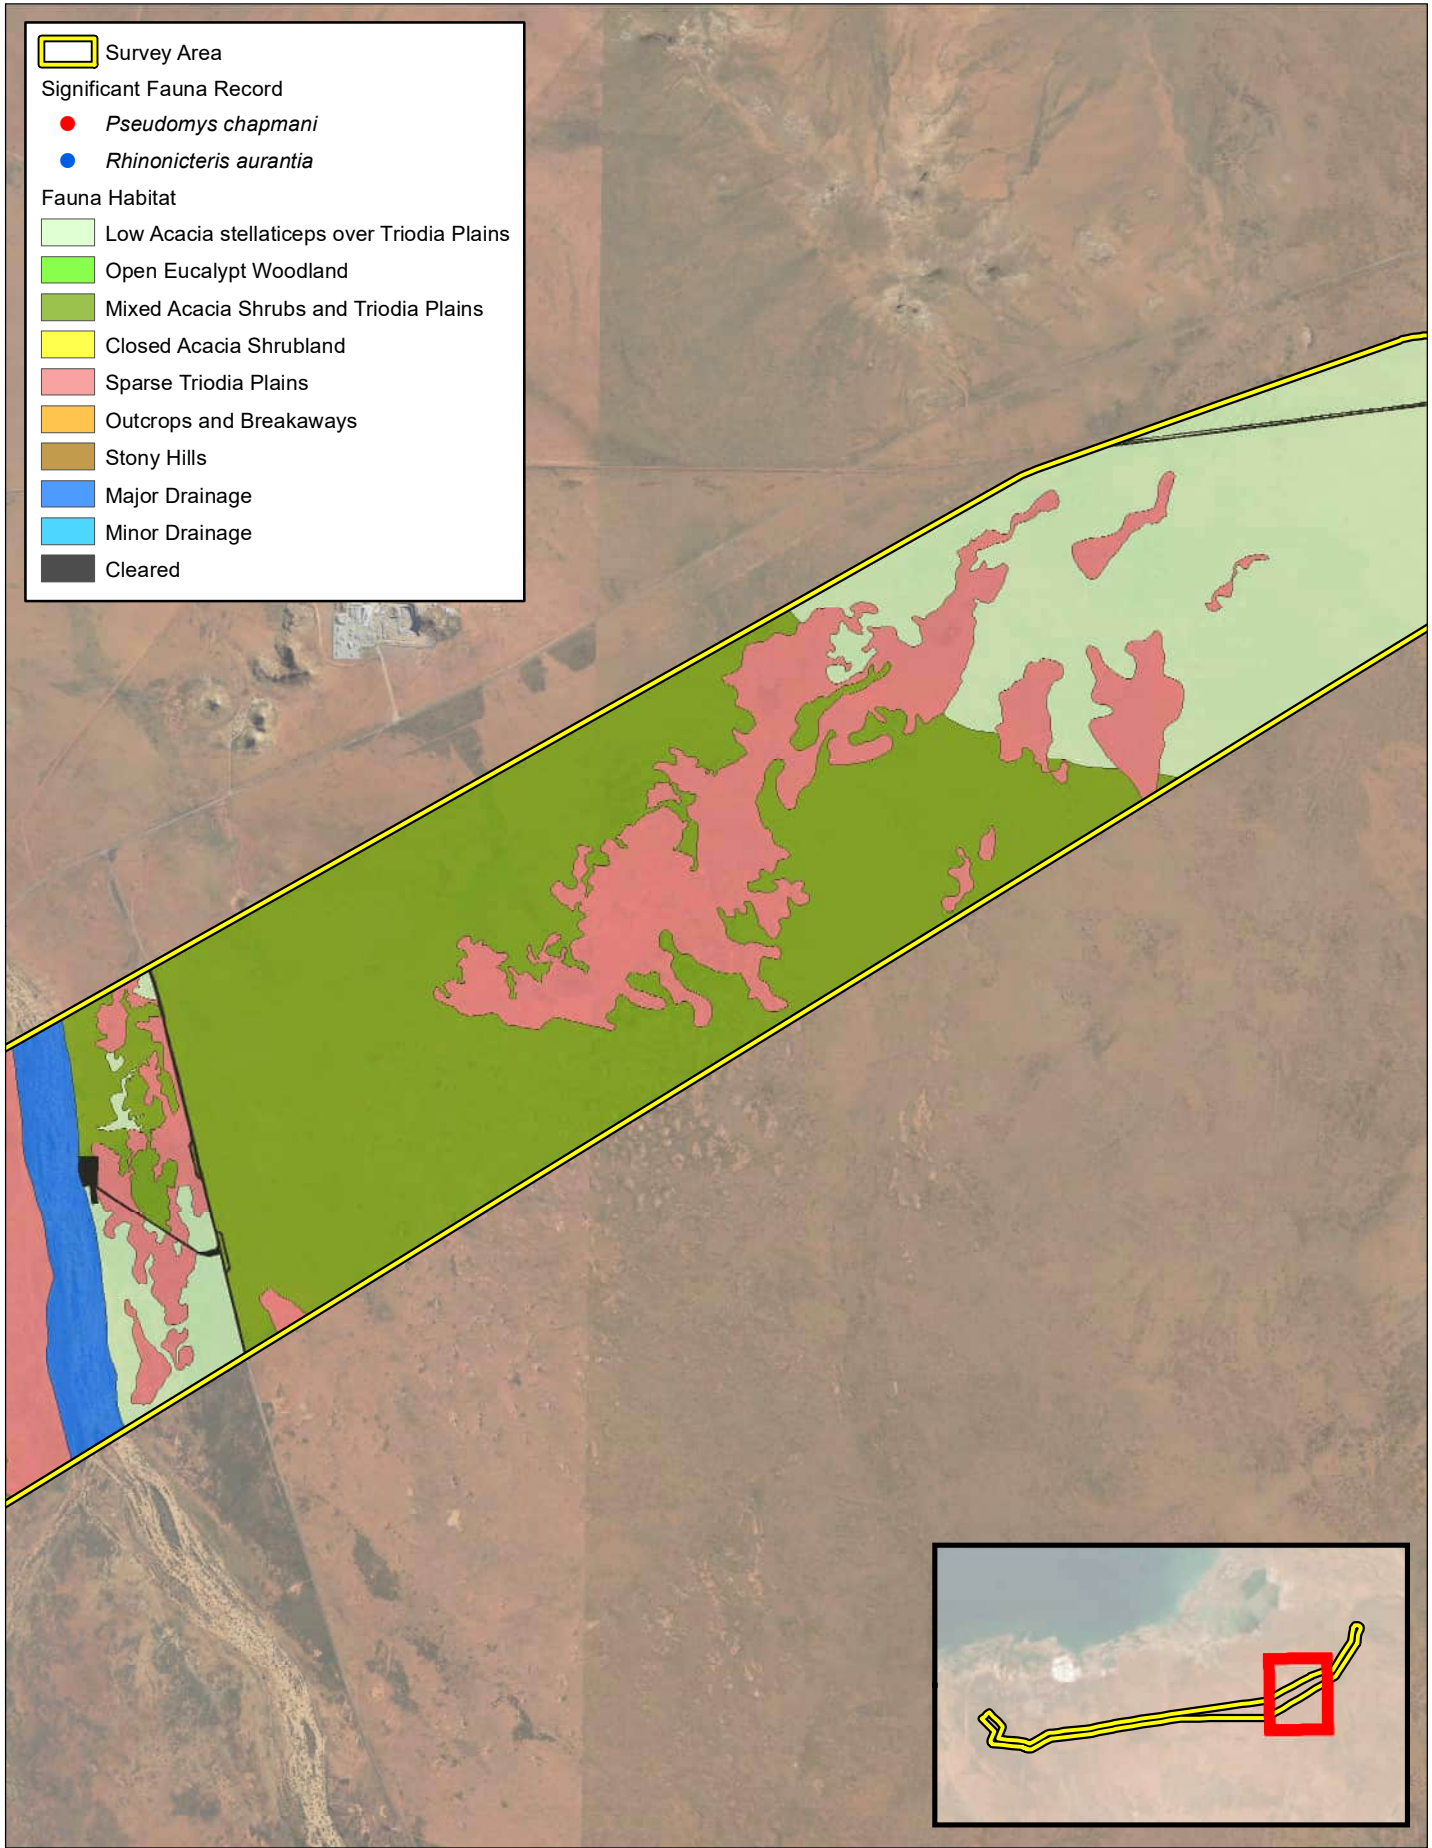 Survey Area
Significant Fauna Record
Pseudomys chapmani
Rhinonicteris aurantia
Fauna Habitat
Low Acacia stellaticeps over Triodia Plains
Open Eucalypt Woodland
Mixed Acacia Shrubs and Triodia Plains
Closed Acacia Shrubland
Sparse Triodia Plains
Outcrops and Breakaways
Stony Hills
Major Drainage
Minor Drainage
Cleared